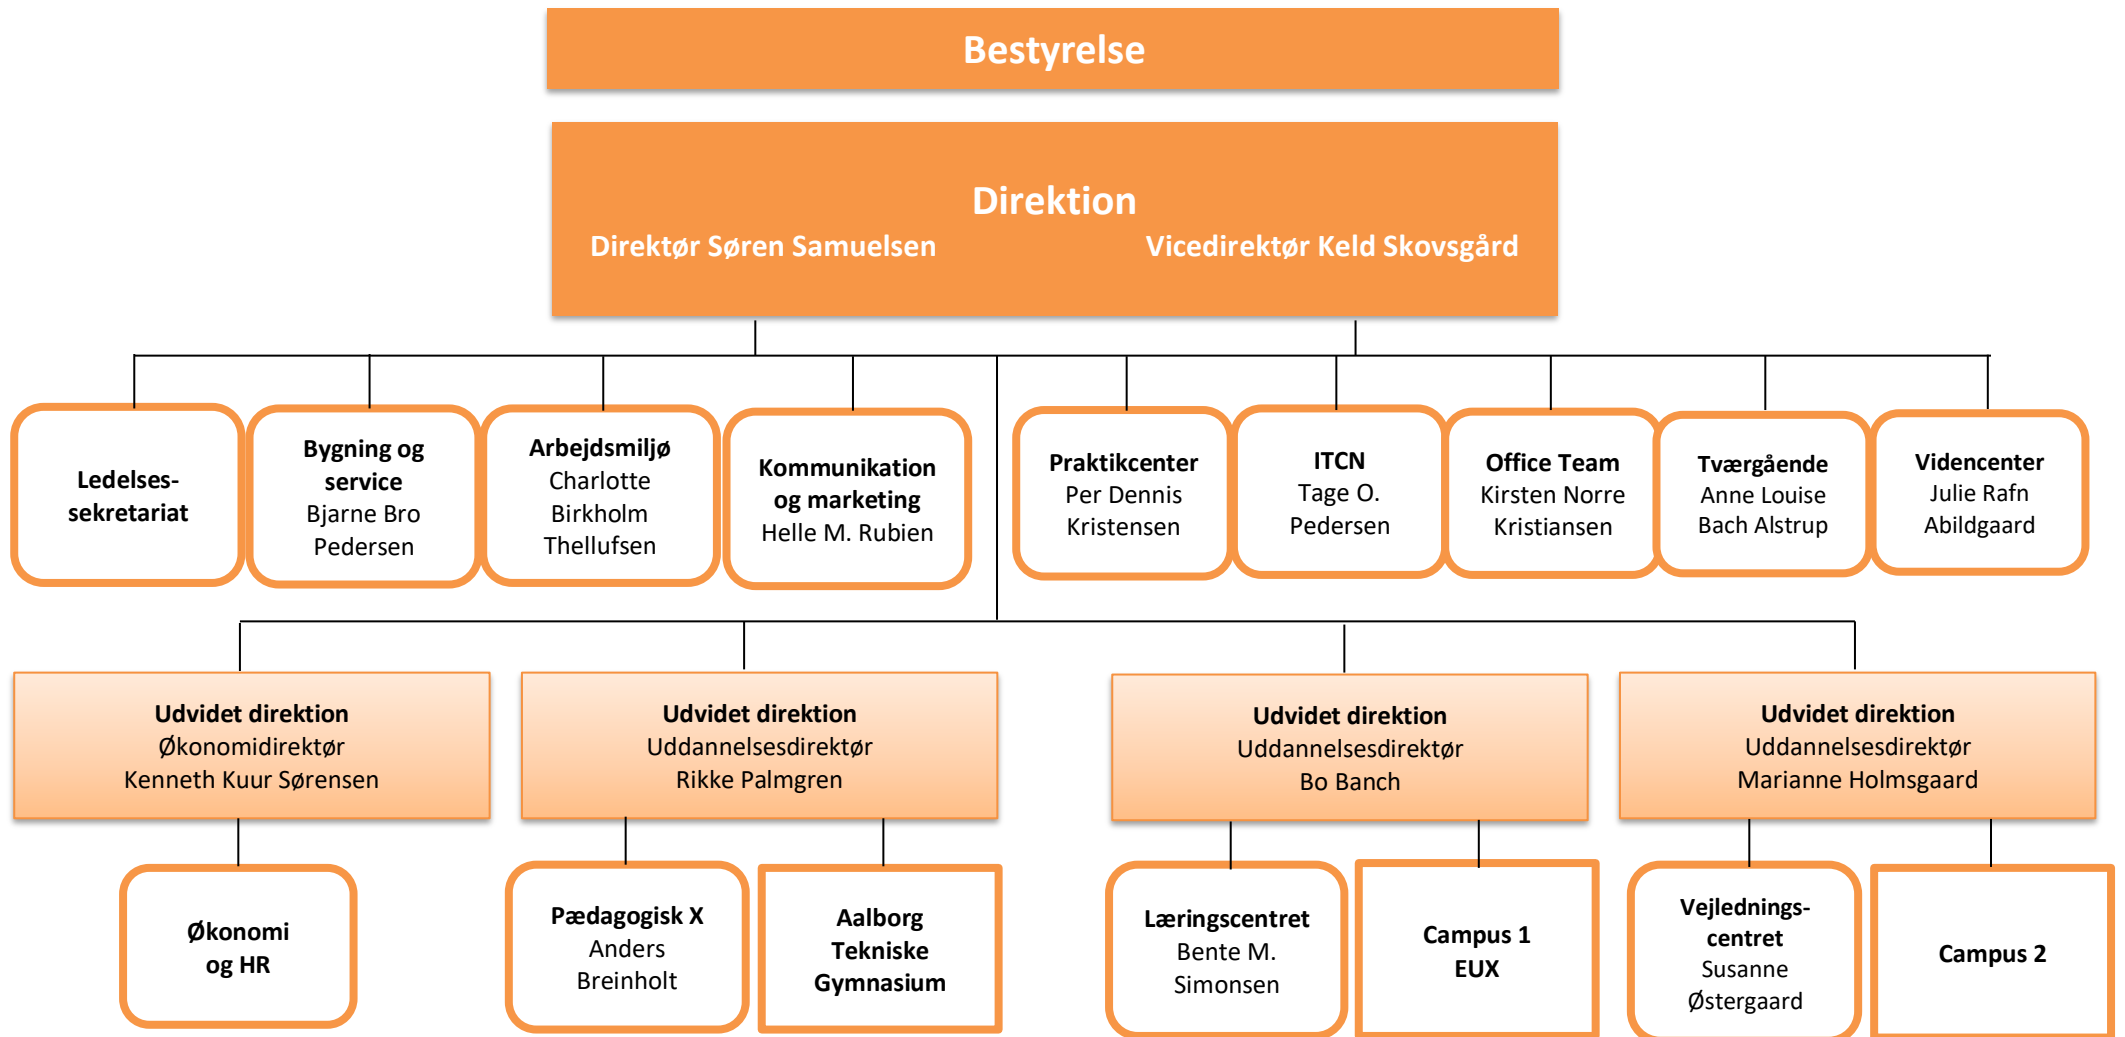 Bestyrelse
Direktion
Direktør Søren Samuelsen
Vicedirektør Keld Skovsgård
Ledelses-
sekretariat
Bygning og
service
Bjarne Bro
Pedersen
Arbejdsmiljø
Charlotte
Birkholm
Thellufsen
Kommunikation
og marketing
Helle M. Rubien
Praktikcenter
Per Dennis
Kristensen
ITCN
Tage O.
Pedersen
Office Team
Kirsten Norre
Kristiansen
Tværgående
Anne Louise
Bach Alstrup
Videncenter
Julie Rafn
Abildgaard
Udvidet direktion
Økonomidirektør
Kenneth Kuur Sørensen
Udvidet direktion
Uddannelsesdirektør
Rikke Palmgren
Udvidet direktion
Uddannelsesdirektør
Bo Banch
Udvidet direktion
Uddannelsesdirektør
Marianne Holmsgaard
Økonomi
og HR
Pædagogisk X
Anders
Breinholt
Aalborg
Tekniske
Gymnasium
Læringscentret
Bente M.
Simonsen
Campus 1
EUX
Vejlednings-
centret
Susanne
Østergaard
Campus 2